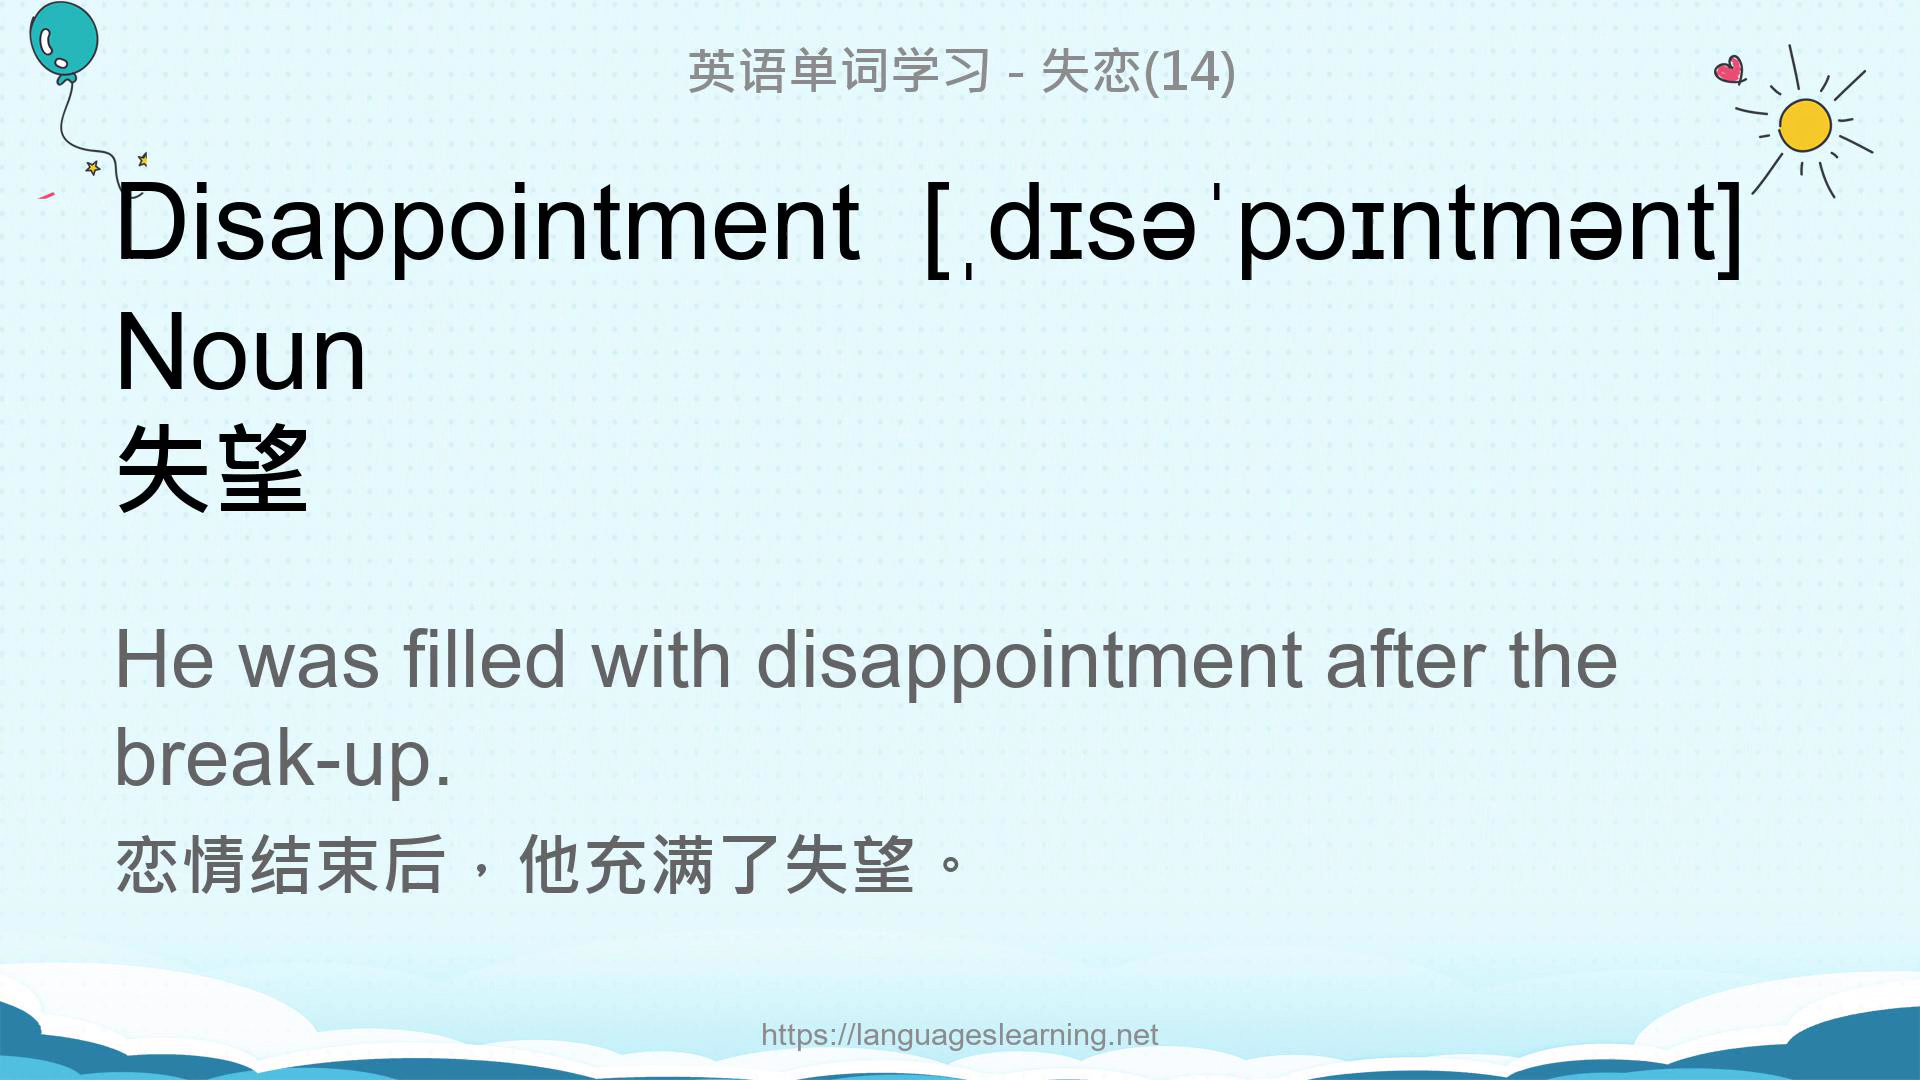 英语单词学习 - 失恋(14)
Disappointment [ˌdɪsəˈpɔɪntmənt]
Noun
失望
He was filled with disappointment after the
break-up.
恋情结束后，他充满了失望。
https://languageslearning.net